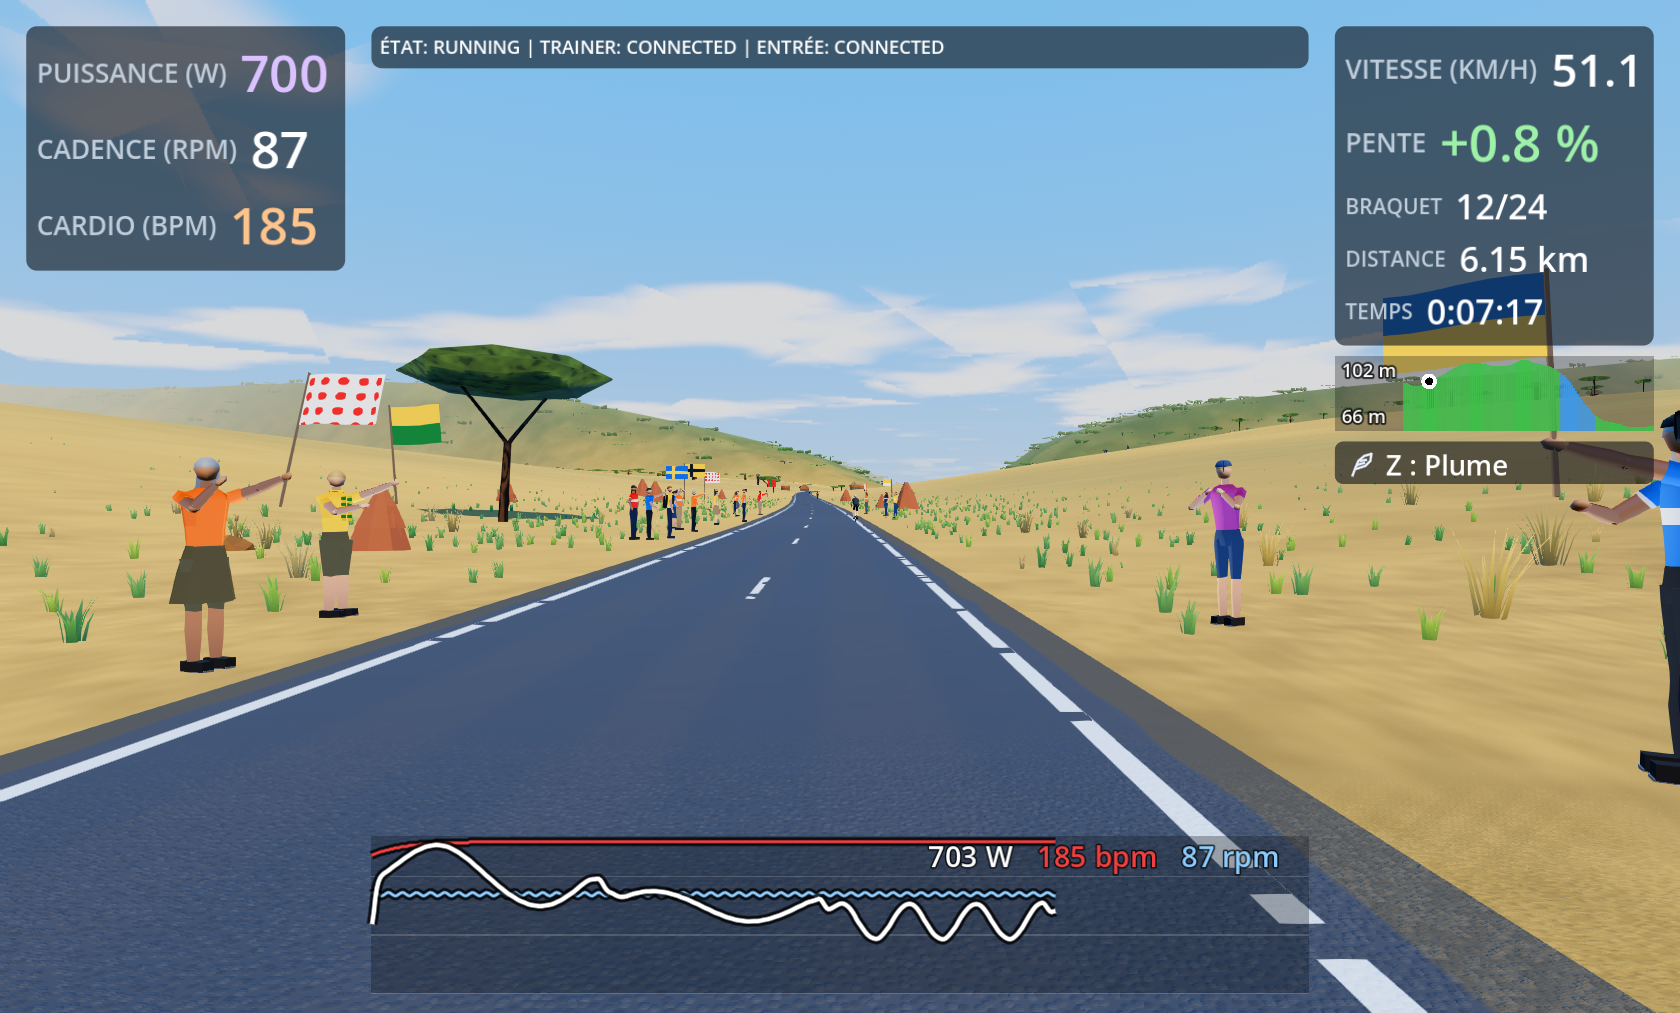 PUISSANCE (W) 700
CADENCE (RPM) 87
CARDIO (BPM) 185
ÉTAT: RUNNING | TRAINER: CONNECTED | ENTRÉE: CONNECTED
VITESSE (KM/H) 51.1
PENTE +0.8 %
BRAQUET 12/24
DISTANCE 6.15 km
TEMPS 0:07:17
102 m
66 m
Z : Plume
703 W 185 bpm 87 rpm